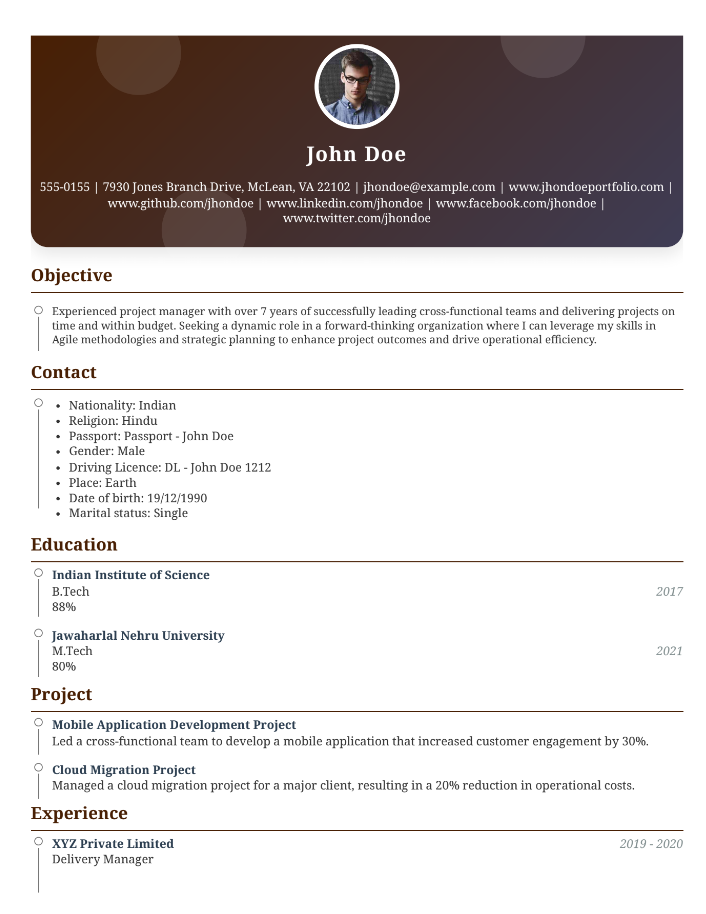 John Doe
555-0155 | 7930 Jones Branch Drive, McLean, VA 22102 | jhondoe@example.com | www.jhondoeportfolio.com |
www.github.com/jhondoe | www.linkedin.com/jhondoe | www.facebook.com/jhondoe |
www.twitter.com/jhondoe
Objective
Experienced project manager with over 7 years of successfully leading cross-functional teams and delivering projects on
time and within budget. Seeking a dynamic role in a forward-thinking organization where I can leverage my skills in
Agile methodologies and strategic planning to enhance project outcomes and drive operational efficiency.
Contact
• Nationality: Indian
• Religion: Hindu
• Passport: Passport - John Doe
• Gender: Male
• Driving Licence: DL - John Doe 1212
• Place: Earth
• Date of birth: 19/12/1990
• Marital status: Single
Education
Indian Institute of Science
B.Tech 2017
88%
Jawaharlal Nehru University
M.Tech 2021
80%
Project
Mobile Application Development Project
Led a cross-functional team to develop a mobile application that increased customer engagement by 30%.
Cloud Migration Project
Managed a cloud migration project for a major client, resulting in a 20% reduction in operational costs.
Experience
XYZ Private Limited 2019 - 2020
Delivery Manager